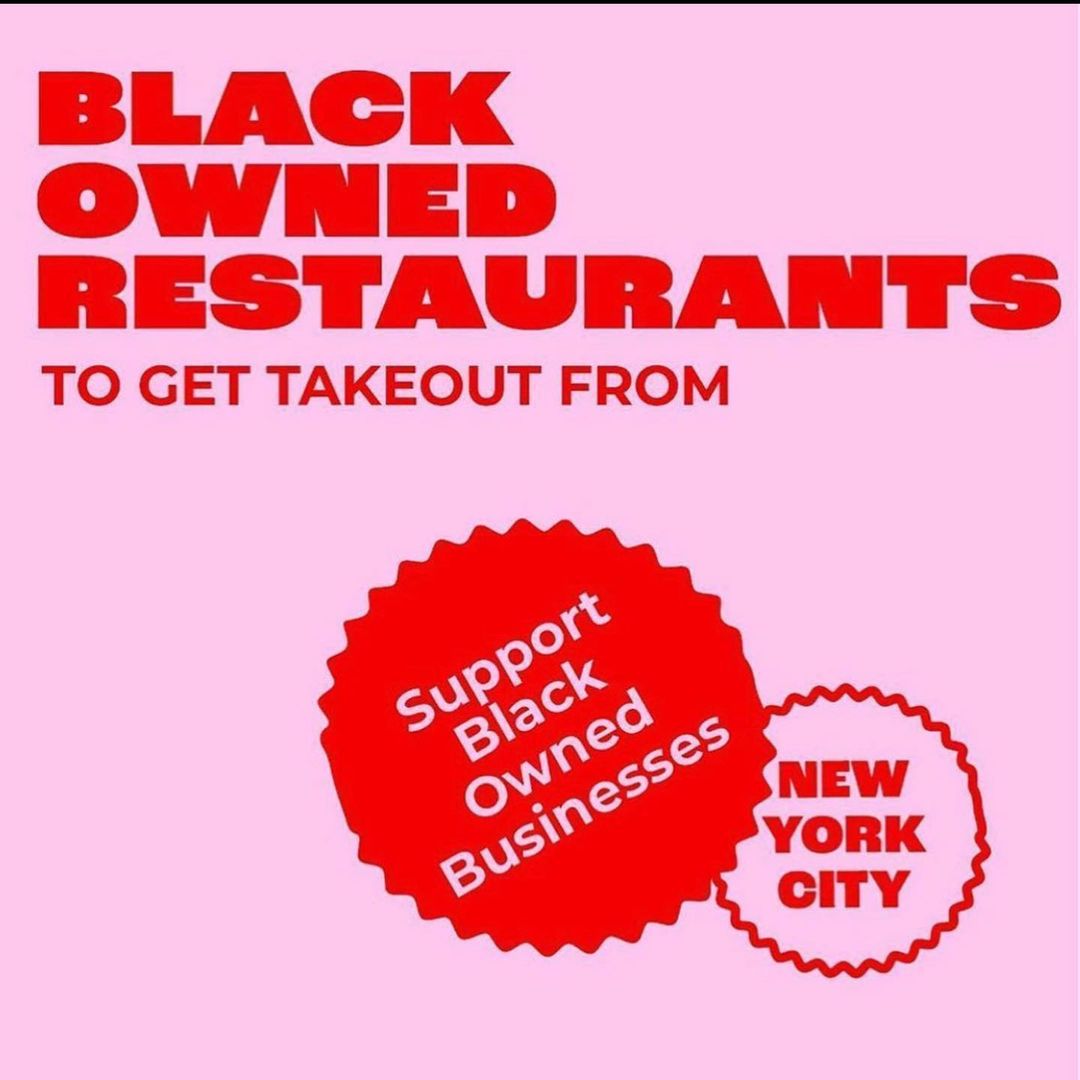 BLACK
OWNED
RESTAURANTS
TO GET TAKEOUT FROM
Support
Black
Owned
Businesses
NEW
YORK
CITY